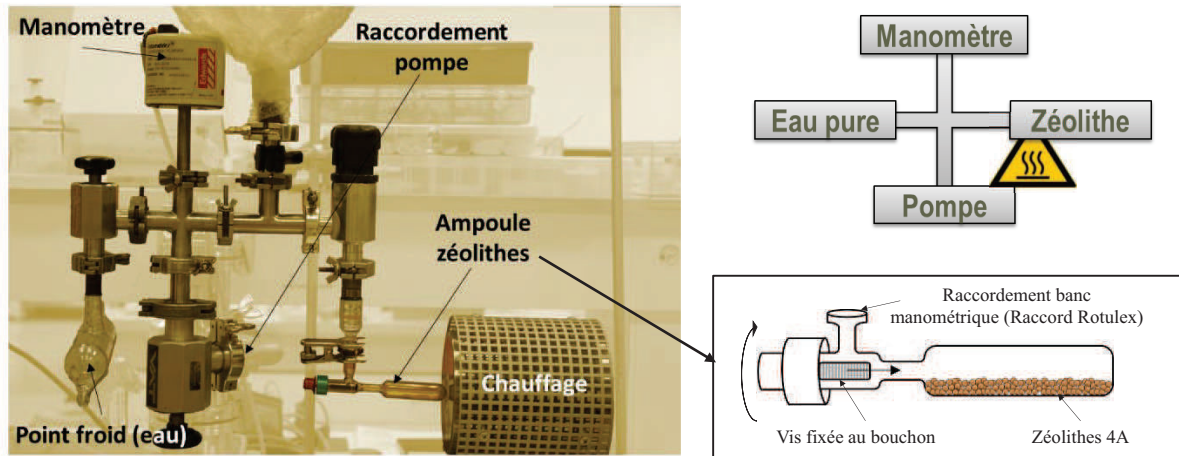 Manomètre
Raccordement
pompe
Ampoule
zéolithes
Chauffage
Point froid (eau)
Manomètre
Eau pure
Zéolithe
Pompe
Raccordement banc
manométrique (Raccord Rotulex)
Vis fixée au bouchon
Zéolithes 4A